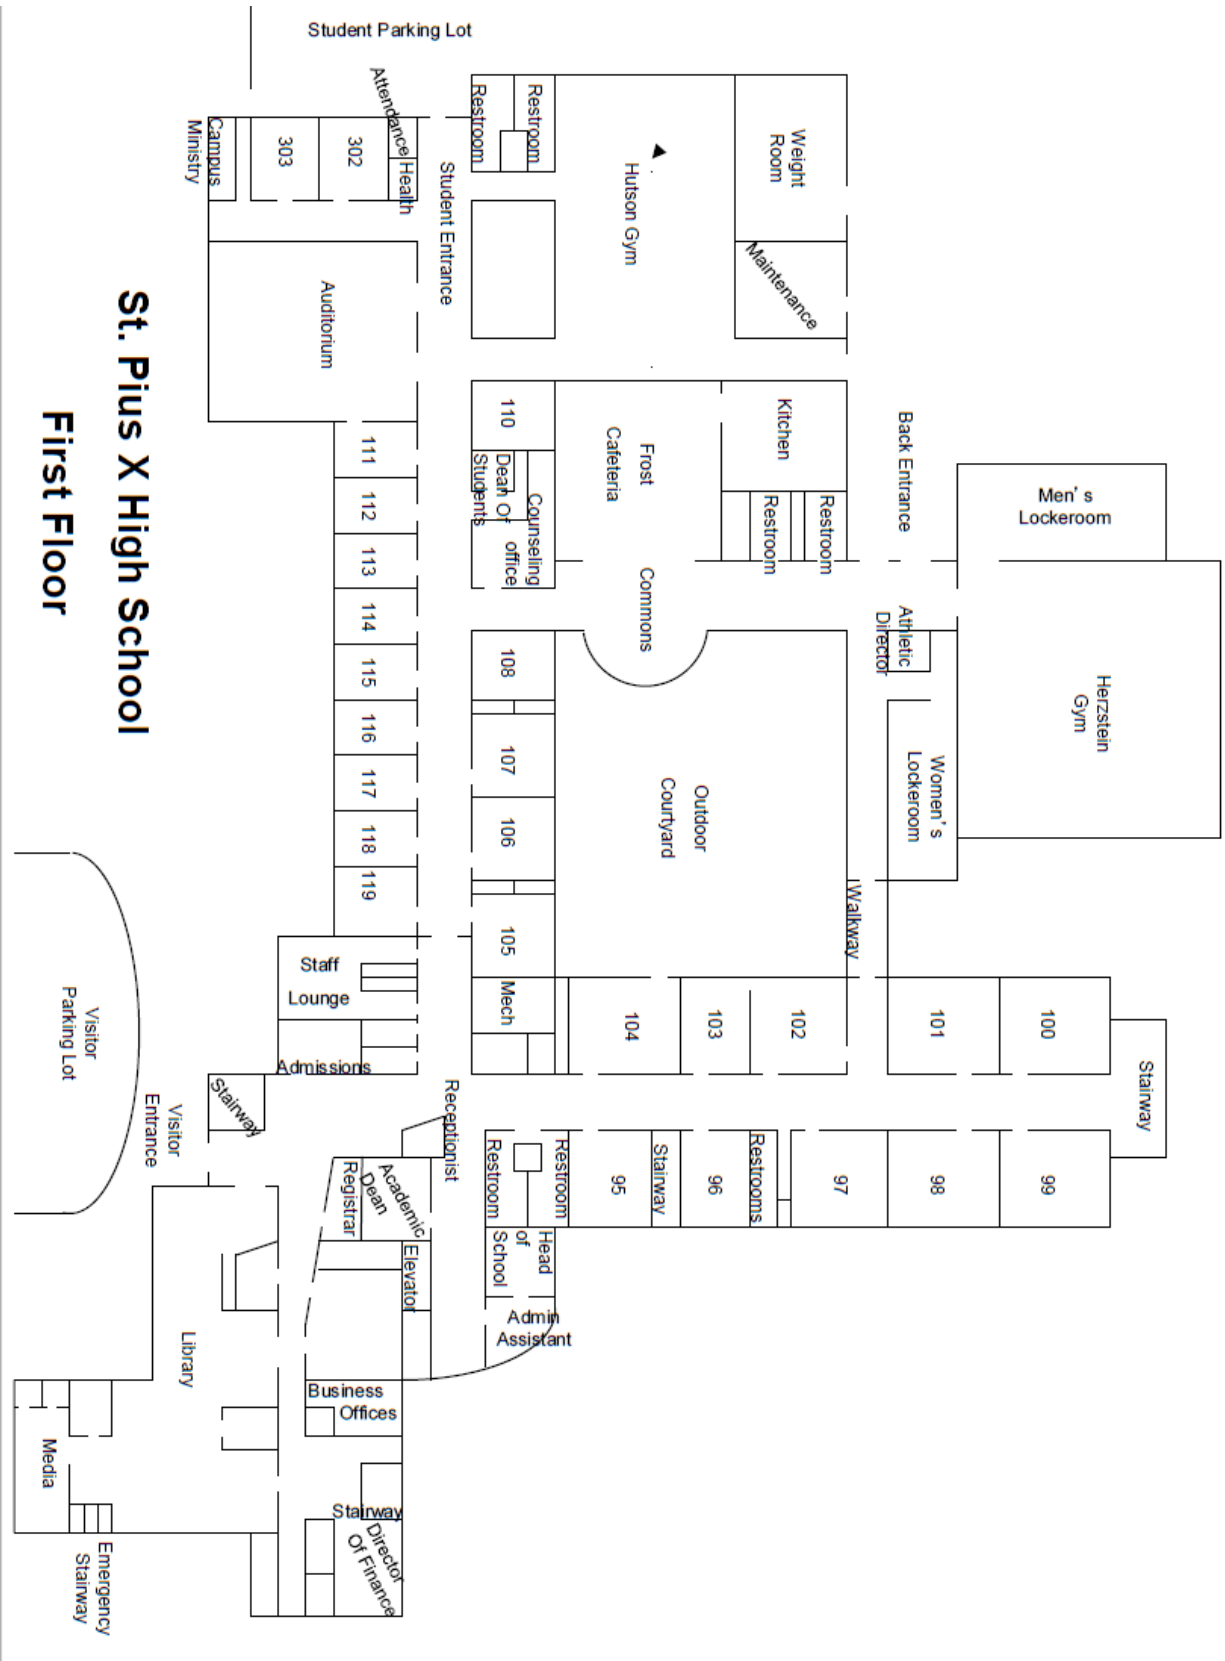 St. Pius X High School
First Floor
Student Parking Lot
Attendance
Health
302
303
Campus
Ministry
Student Entrance
Auditorium
Restroom
Restroom
Hutson Gym
Weight
Room
Maintenance
Kitchen
Back Entrance
Frost
Cafeteria
110
Dean Of
Students
Counseling
office
Restroom
Restroom
Commons
Men's
Lockeroom
Athletic
Director
Herzstein
Gym
Women's
Lockeroom
Outdoor
Courtyard
Walkway
111
112
113
114
115
116
117
118
119
108
107
106
105
Mech
104
103
102
101
100
Stairway
Staff
Lounge
Admissions
Stairway
Receptionist
Visitor
Parking Lot
Visitor
Entrance
Restroom
Restroom
95
Stairway
96
Restrooms
97
98
99
Head
of
School
Admin
Assistant
Academic
Dean
Registrar
Elevator
Library
Business
Offices
Stairway
Director
Of Finance
Media
Emergency
Stairway